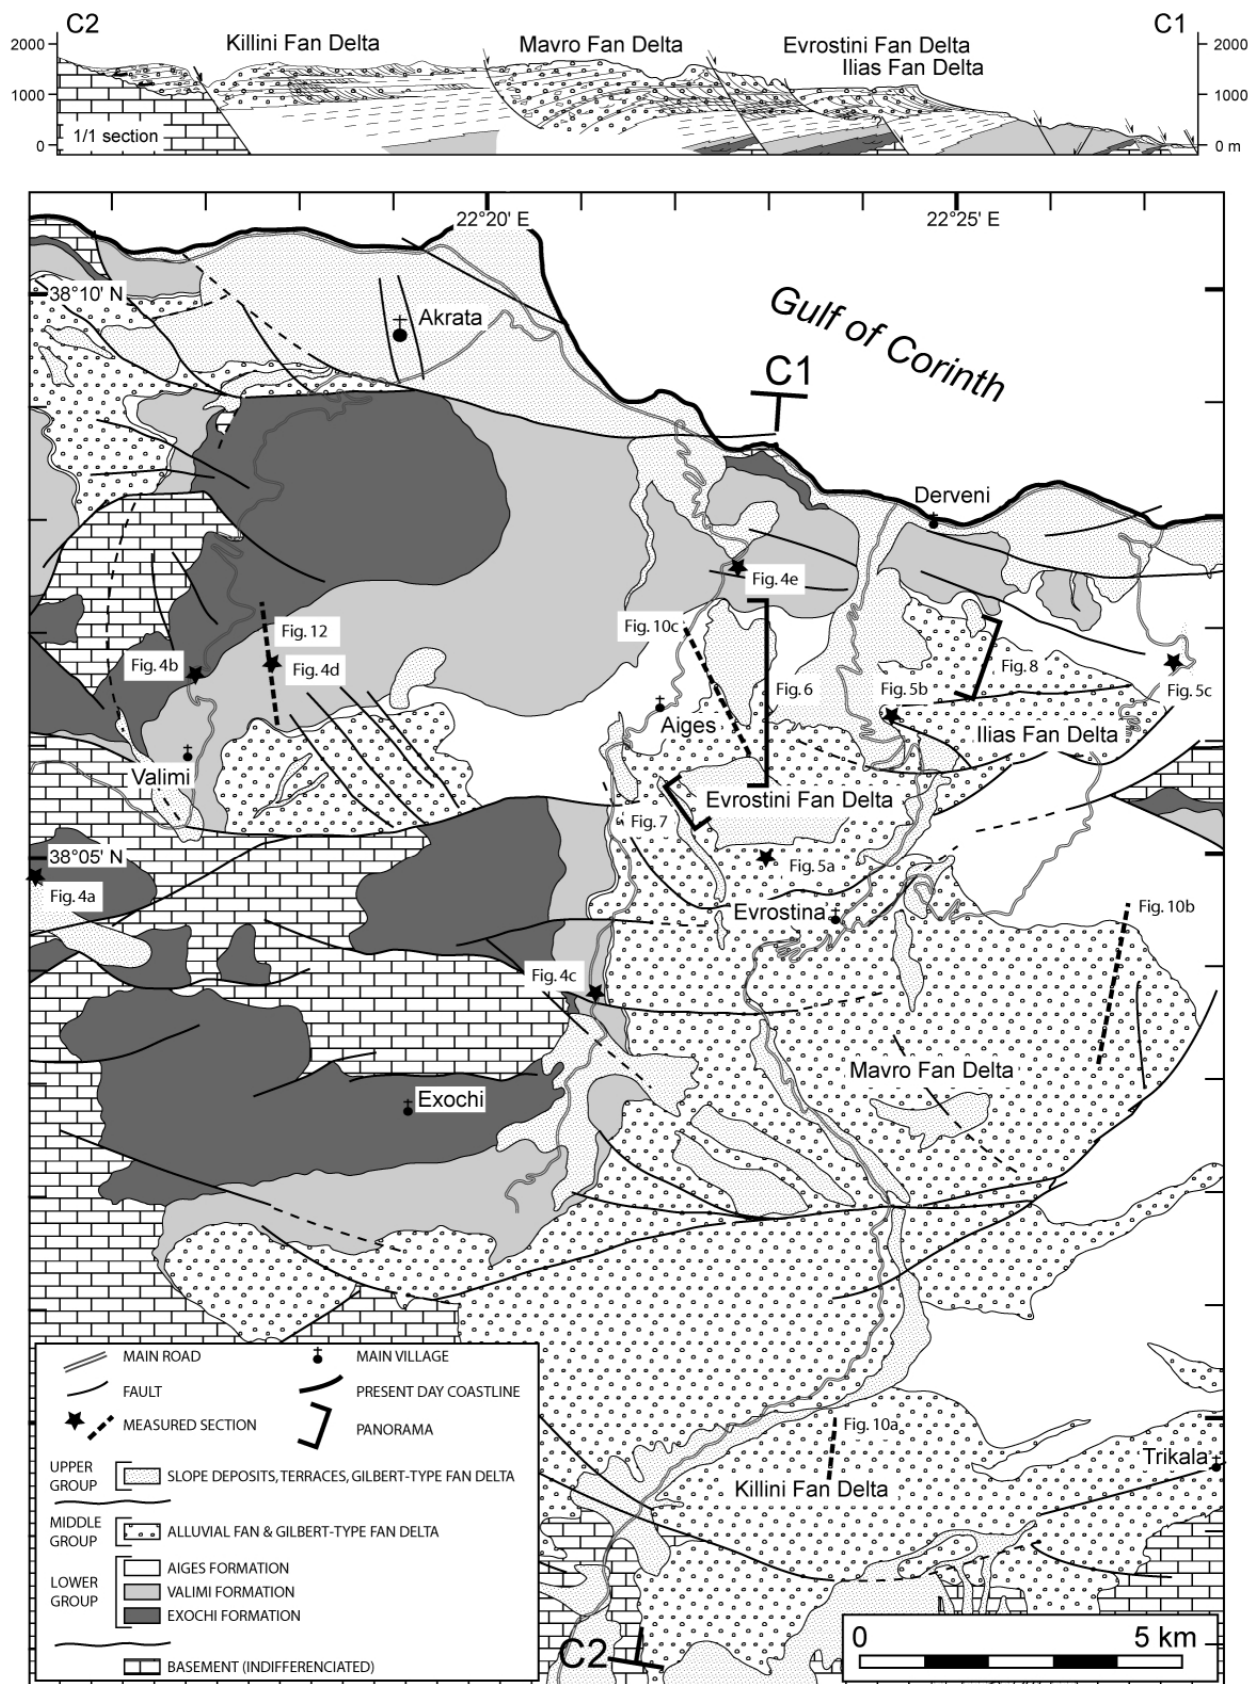 C2
C1
Killini Fan Delta
Mavro Fan Delta
Evrostini Fan Delta
Ilias Fan Delta
2000
1000
0
2000
1000
0 m
1/1 section
22°20' E
22°25' E
38°10' N
Akrata
Gulf of Corinth
C1
Derveni
Fig. 4e
Fig. 12
Fig. 10c
Fig. 4b
Fig. 4d
Fig. 8
Fig. 6
Fig. 5b
Fig. 5c
Aiges
Ilias Fan Delta
Valimi
Evrostini Fan Delta
Fig. 7
38°05' N
Fig. 5a
Fig. 4a
Evrostina
Fig. 10b
Fig. 4c
Mavro Fan Delta
Exochi
MAIN ROAD
MAIN VILLAGE
FAULT
PRESENT DAY COASTLINE
MEASURED SECTION
PANORAMA
UPPER GROUP
SLOPE DEPOSITS, TERRACES, GILBERT-TYPE FAN DELTA
MIDDLE GROUP
ALLUVIAL FAN & GILBERT-TYPE FAN DELTA
LOWER GROUP
AIGES FORMATION
VALIMI FORMATION
EXOCHI FORMATION
BASEMENT (INDIFFERENCIATED)
Fig. 10a
Trikala
Killini Fan Delta
C2
0
5 km